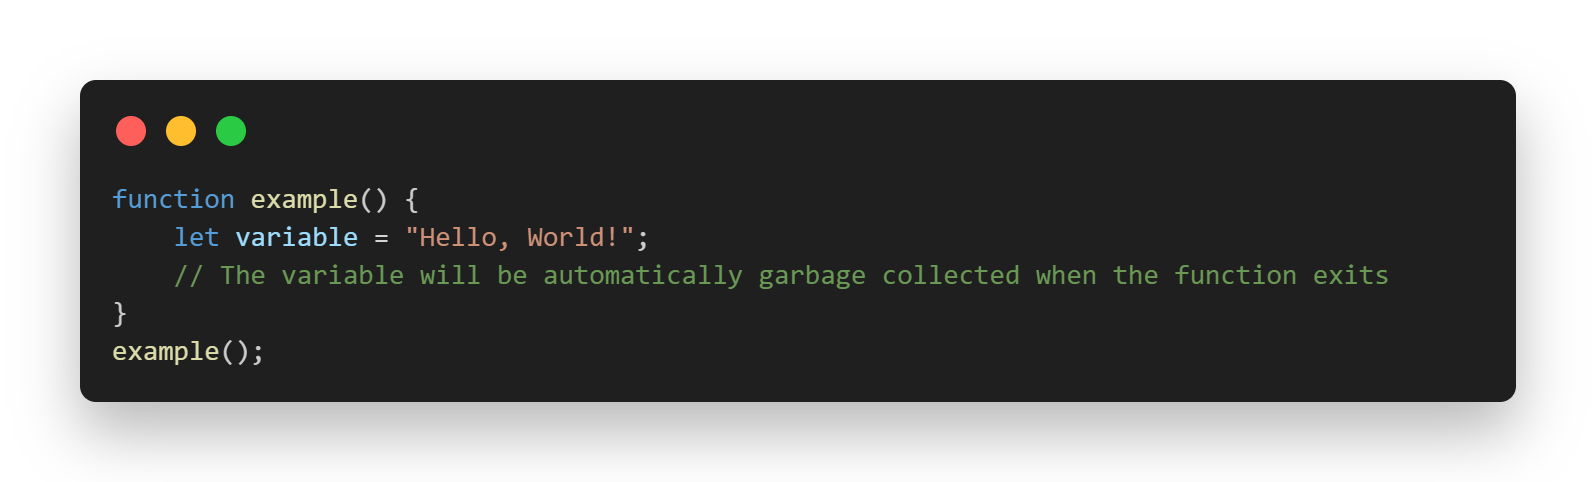 function example() {
    let variable = "Hello, World!";
    // The variable will be automatically garbage collected when the function exits
}
example();